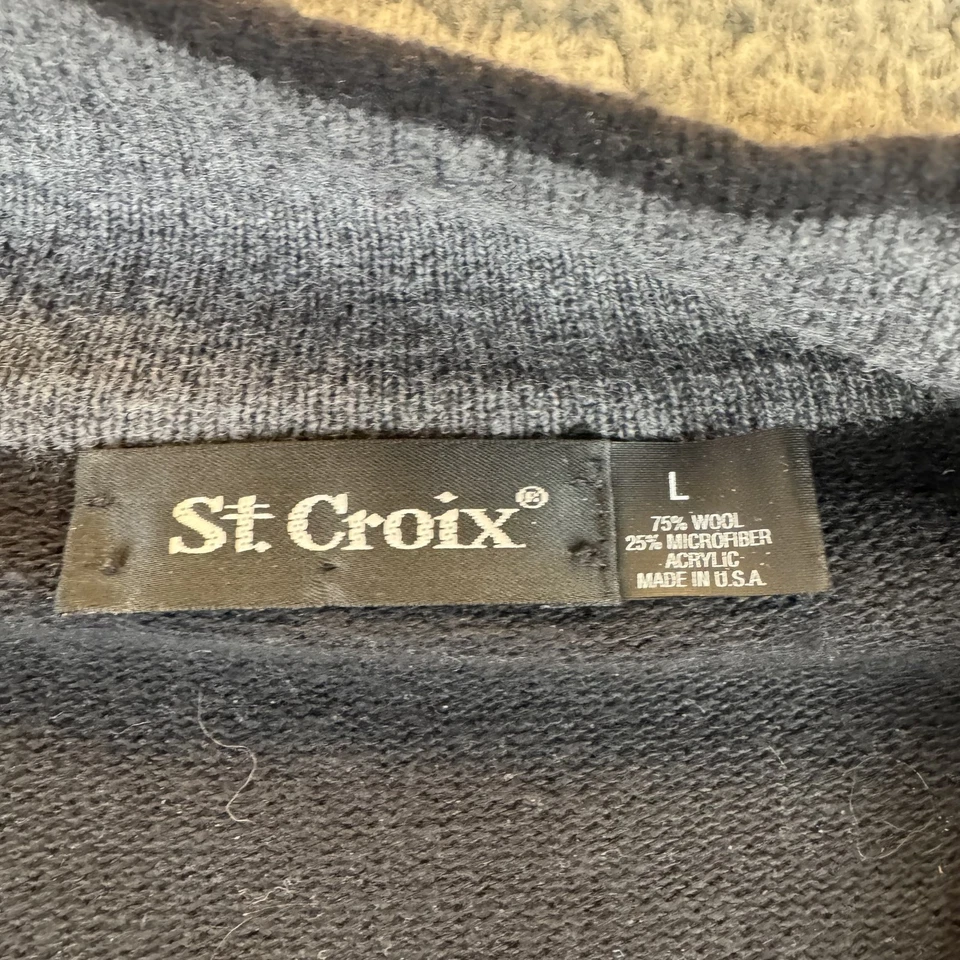 St. Croix®
L
75% WOOL
25% MICROFIBER
ACRYLIC
MADE IN U.S.A.